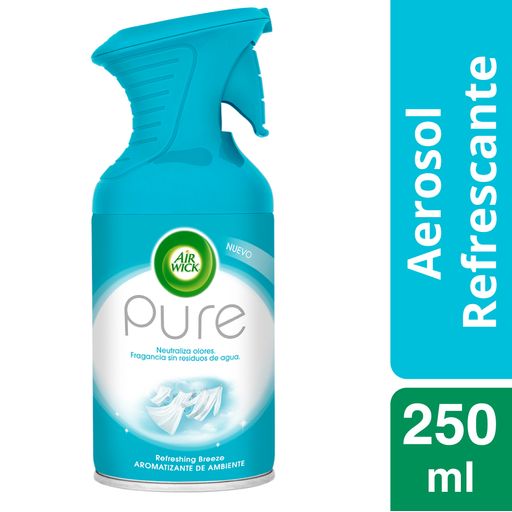 AIR
WICK
NUEVO
Pure
Neutraliza olores.
Fragancia sin residuos de agua.
Refreshing Breeze
AROMATIZANTE DE AMBIENTE
Aerosol
Refrescante
250
ml